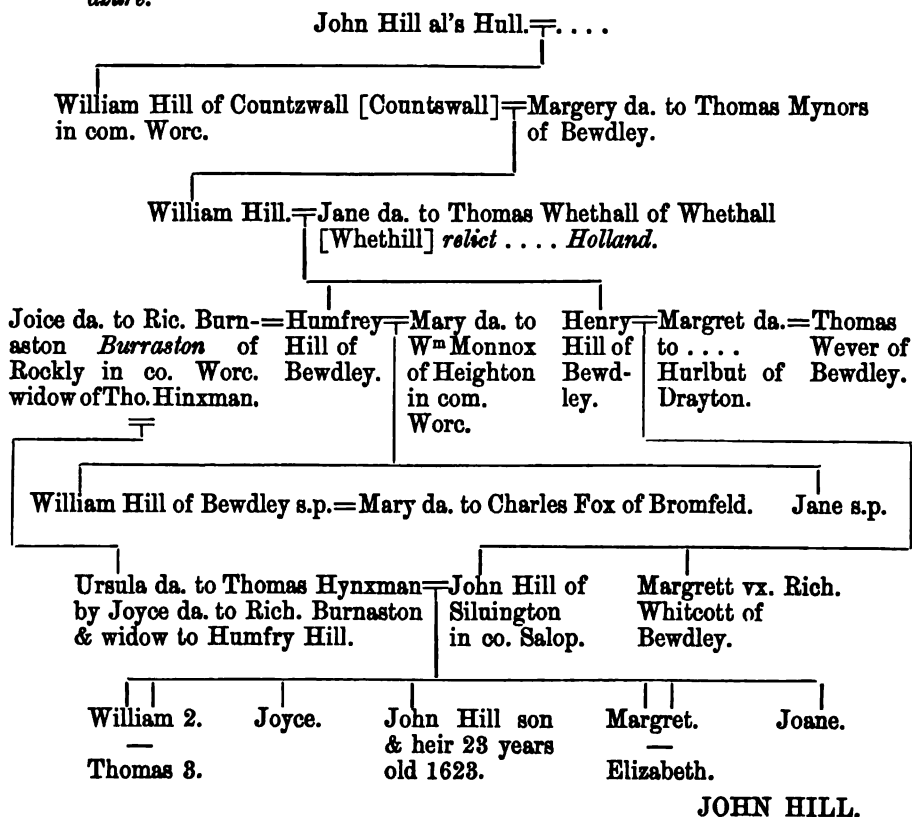 azure.
John Hill al's Hull.=. . . .
William Hill of Countzwall [Countswall]=Margery da. to Thomas Mynors
in com. Worc.
of Bewdley.
William Hill.=Jane da. to Thomas Whethall of Whethall
[Whethill] relict . . . . Holland.
Joice da. to Ric. Burn-
aston Burraston of
Rockly in co. Worc.
widow of Tho. Hinxman.
=Humfrey=
Hill of
Bewdley.
Mary da. to
Wm Monnox
of Heighton
in com.
Worc.
Henry=
Hill of
Bewd-
ley.
Margret da.=
to . . . .
Hurlbut of
Drayton.
Thomas
Wever of
Bewdley.
William Hill of Bewdley s.p.=Mary da. to Charles Fox of Bromfeld.
Jane s.p.
Ursula da. to Thomas Hynxman=
by Joyce da. to Rich. Burnaston
& widow to Humfry Hill.
John Hill of
Siluington
in co. Salop.
Margrett vx. Rich.
Whitcott of
Bewdley.
William 2.
—
Thomas 3.
Joyce.
John Hill son
& heir 23 years
old 1623.
Margret.
—
Elizabeth.
Joane.
JOHN HILL.